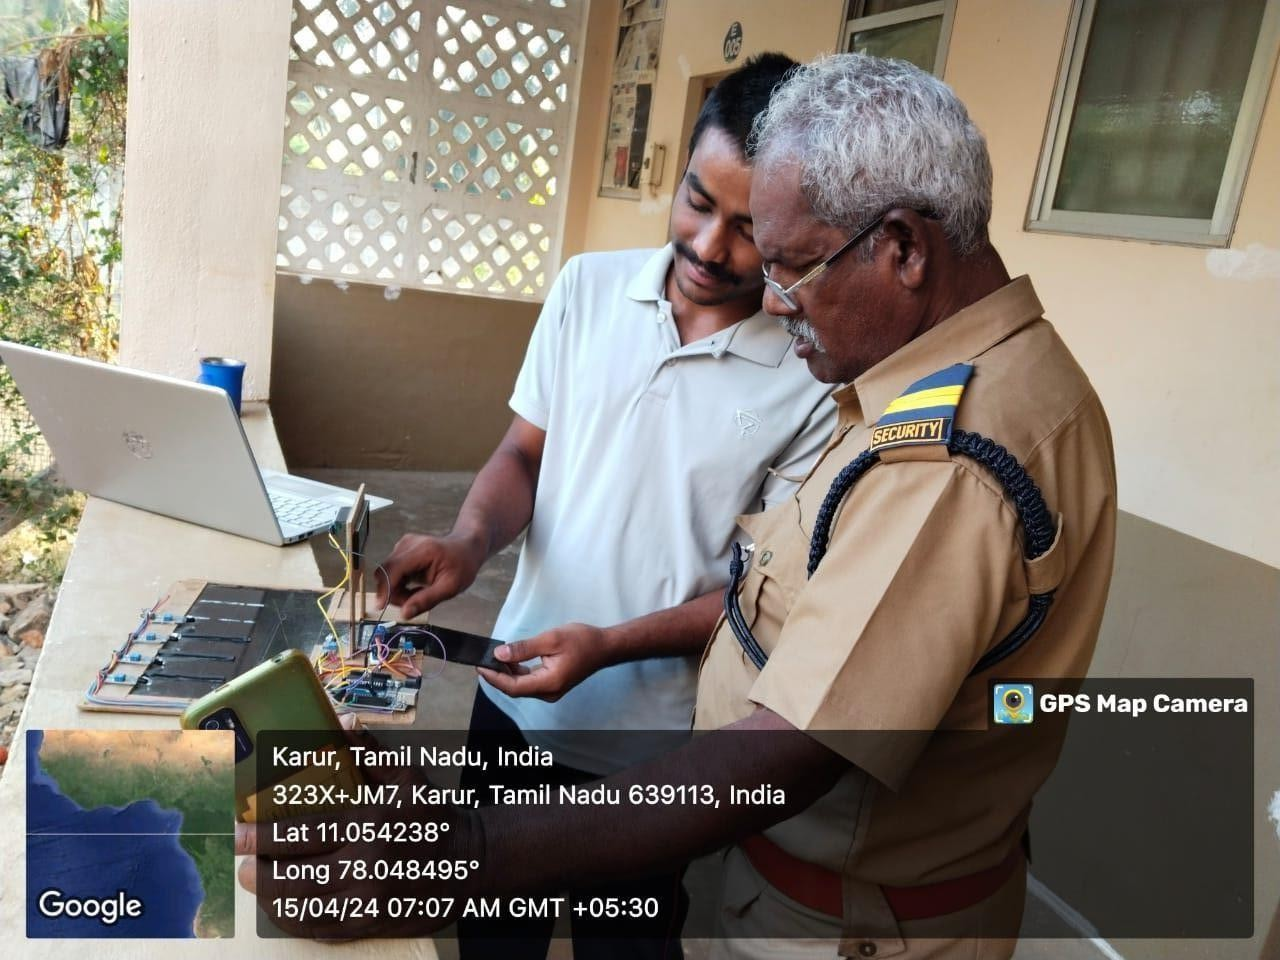 E
005
SECURITY
GPS Map Camera
Karur, Tamil Nadu, India
323X+JM7, Karur, Tamil Nadu 639113, India
Lat 11.054238°
Long 78.048495°
15/04/24 07:07 AM GMT +05:30
Google